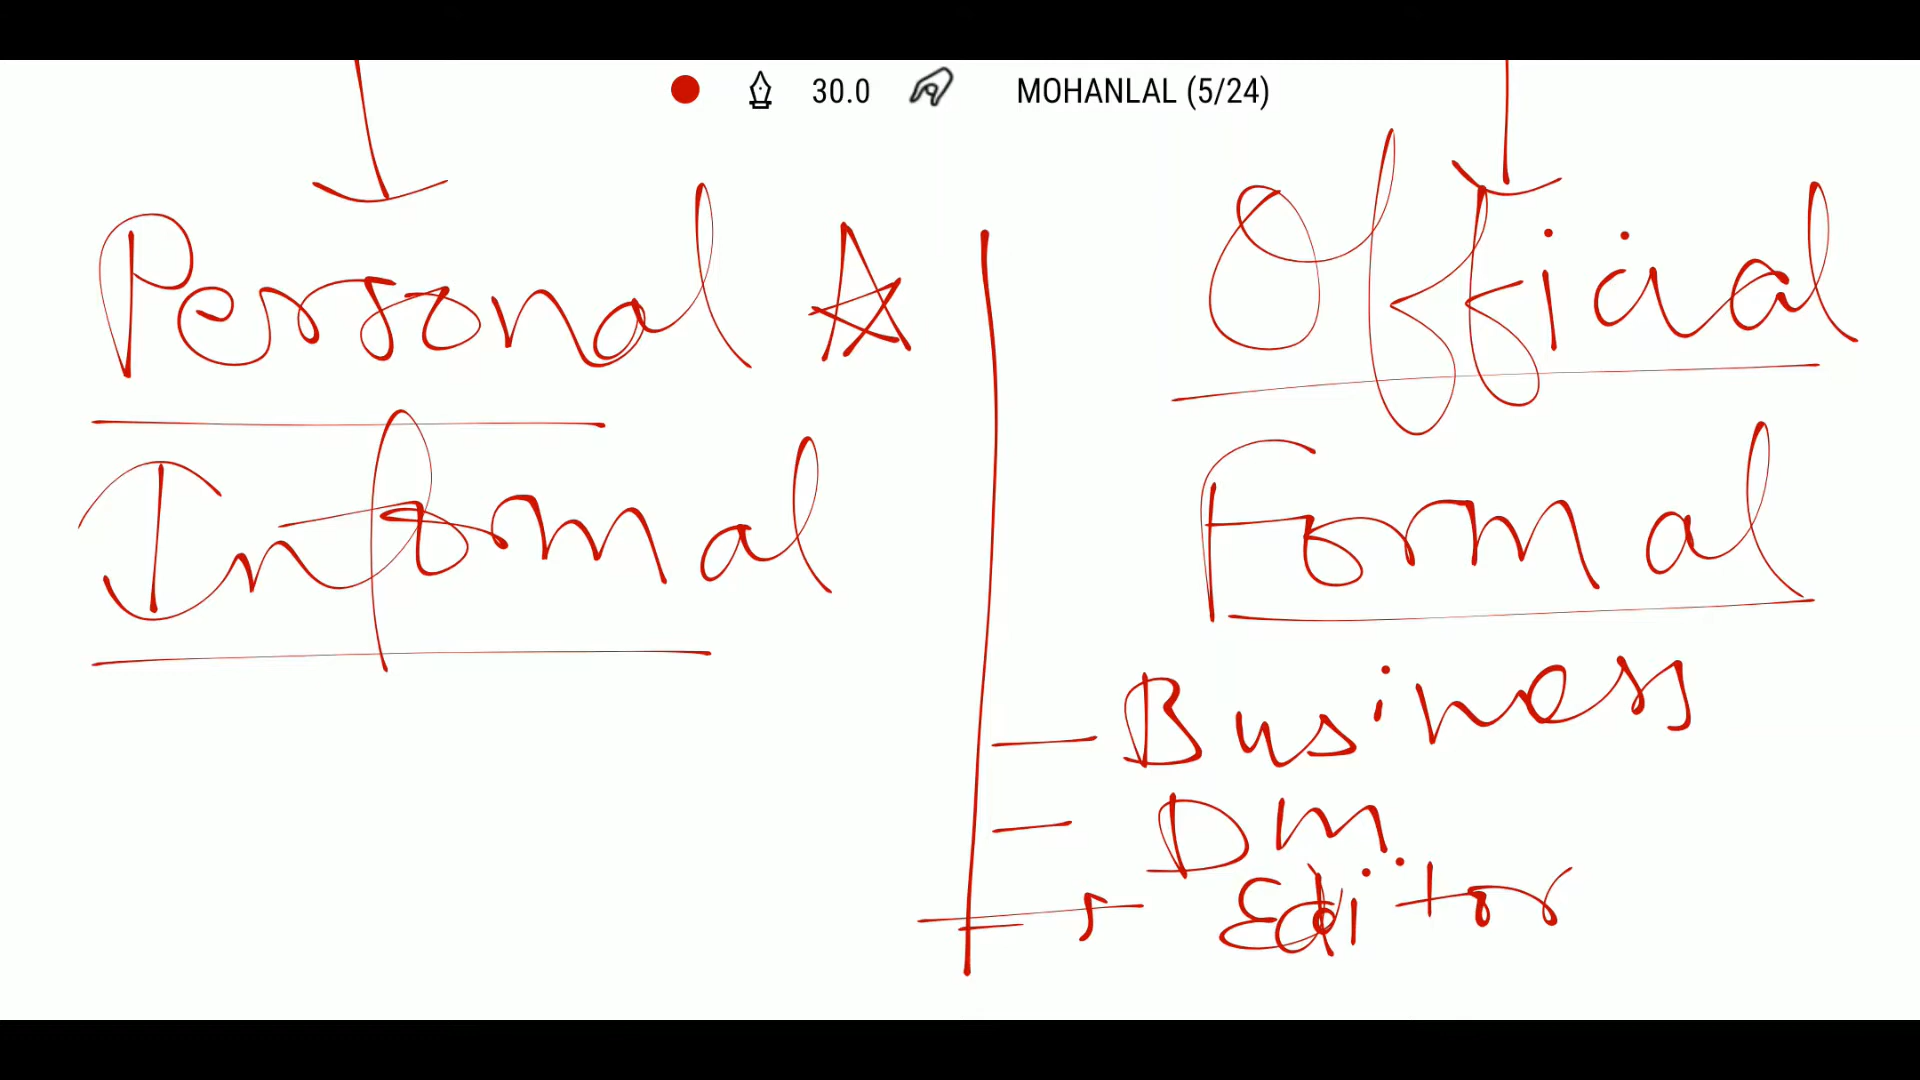 30.0 MOHANLAL (5/24)
Personal
Informal
Official
Formal
Business
DM.
Editor